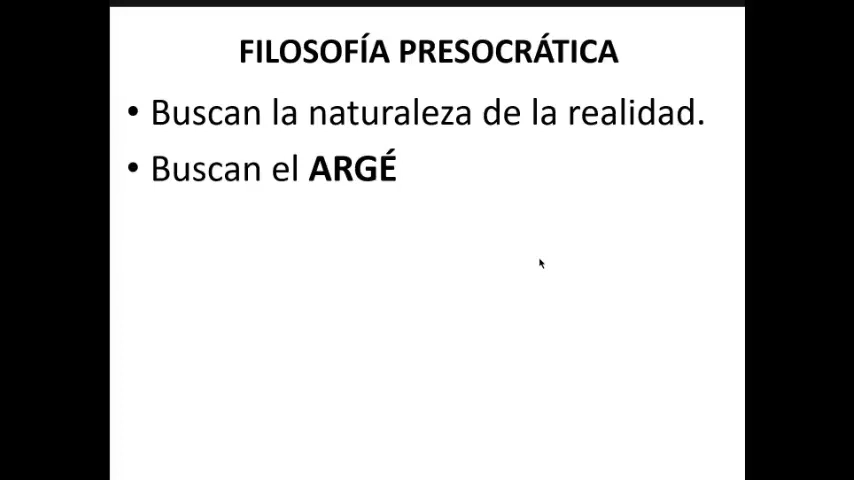 FILOSOFÍA PRESOCRÁTICA
• Buscan la naturaleza de la realidad.
• Buscan el ARGÉ